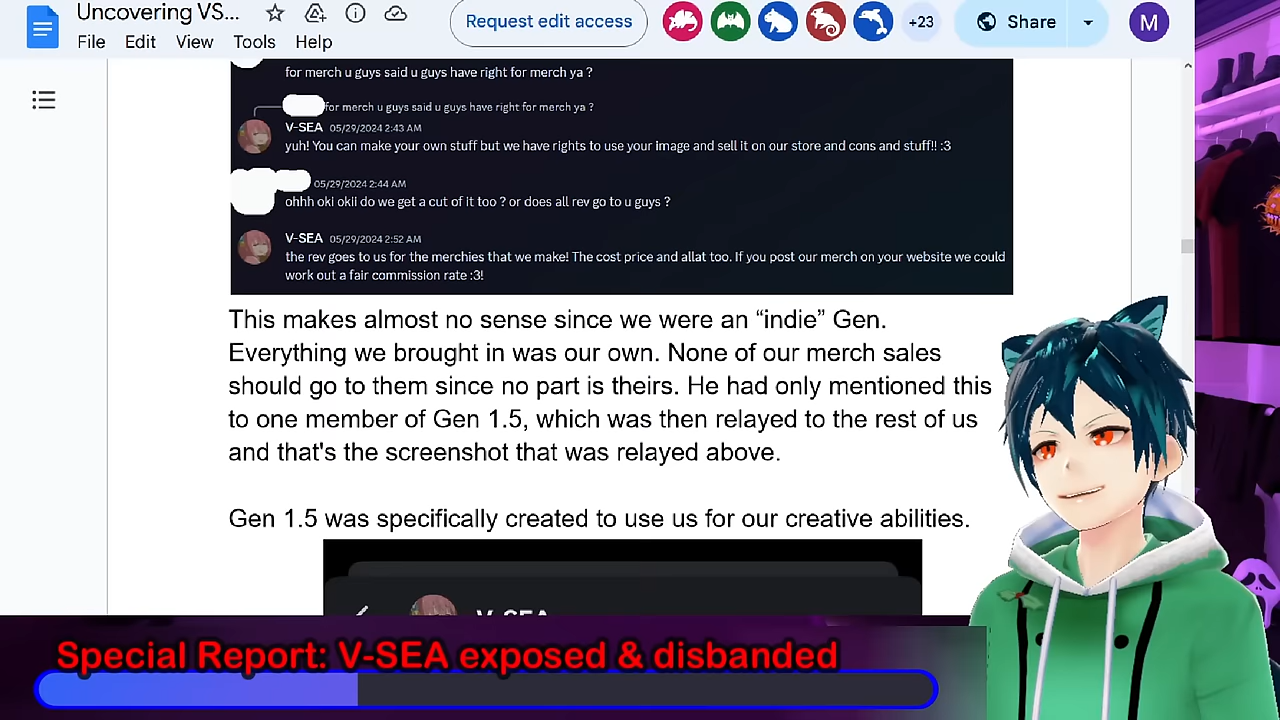 Uncovering VS...
File Edit View Tools Help
Request edit access
+23
Share
M
for merch u guys said u guys have right for merch ya ?
for merch u guys said u guys have right for merch ya ?
V-SEA 05/29/2024 2:43 AM
yuh! You can make your own stuff but we have rights to use your image and sell it on our store and cons and stuff!! :3
05/29/2024 2:44 AM
ohhh oki okii do we get a cut of it too ? or does all rev go to u guys ?
V-SEA 05/29/2024 2:52 AM
the rev goes to us for the merchies that we make! The cost price and allat too. If you post our merch on your website we could
work out a fair commission rate :3!
This makes almost no sense since we were an “indie” Gen.
Everything we brought in was our own. None of our merch sales
should go to them since no part is theirs. He had only mentioned this
to one member of Gen 1.5, which was then relayed to the rest of us
and that's the screenshot that was relayed above.
Gen 1.5 was specifically created to use us for our creative abilities.
V-SEA
Special Report: V-SEA exposed & disbanded